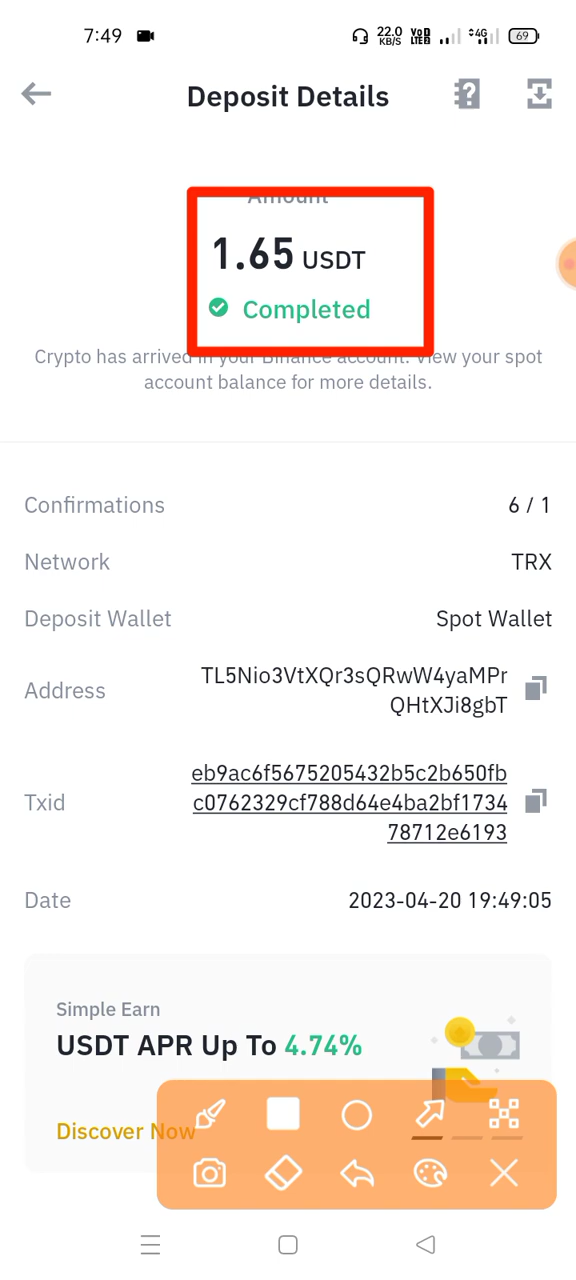 7:49
22.0
KB/S
4G
69
Deposit Details
Amount
1.65 USDT
Completed
Crypto has arrived in your Binance account. View your spot
account balance for more details.
Confirmations
6 / 1
Network
TRX
Deposit Wallet
Spot Wallet
Address
TL5Nio3VtXQr3sQRwW4yaMPr
QHtXJi8gbT
Txid
eb9ac6f5675205432b5c2b650fb
c0762329cf788d64e4ba2bf1734
78712e6193
Date
2023-04-20 19:49:05
Simple Earn
USDT APR Up To 4.74%
Discover Now